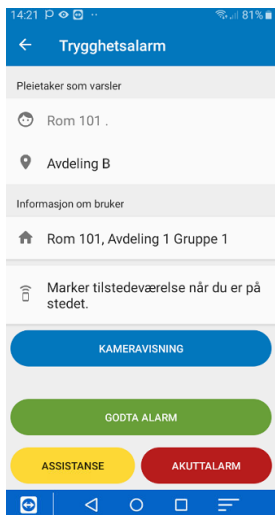 14:21 81%
Trygghetsalarm
Pleietaker som varsler
Rom 101 .
Avdeling B
Informasjon om bruker
Rom 101, Avdeling 1 Gruppe 1
Marker tilstedeværelse når du er på
stedet.
KAMERAVISNING
GODTA ALARM
ASSISTANSE AKUTTALARM